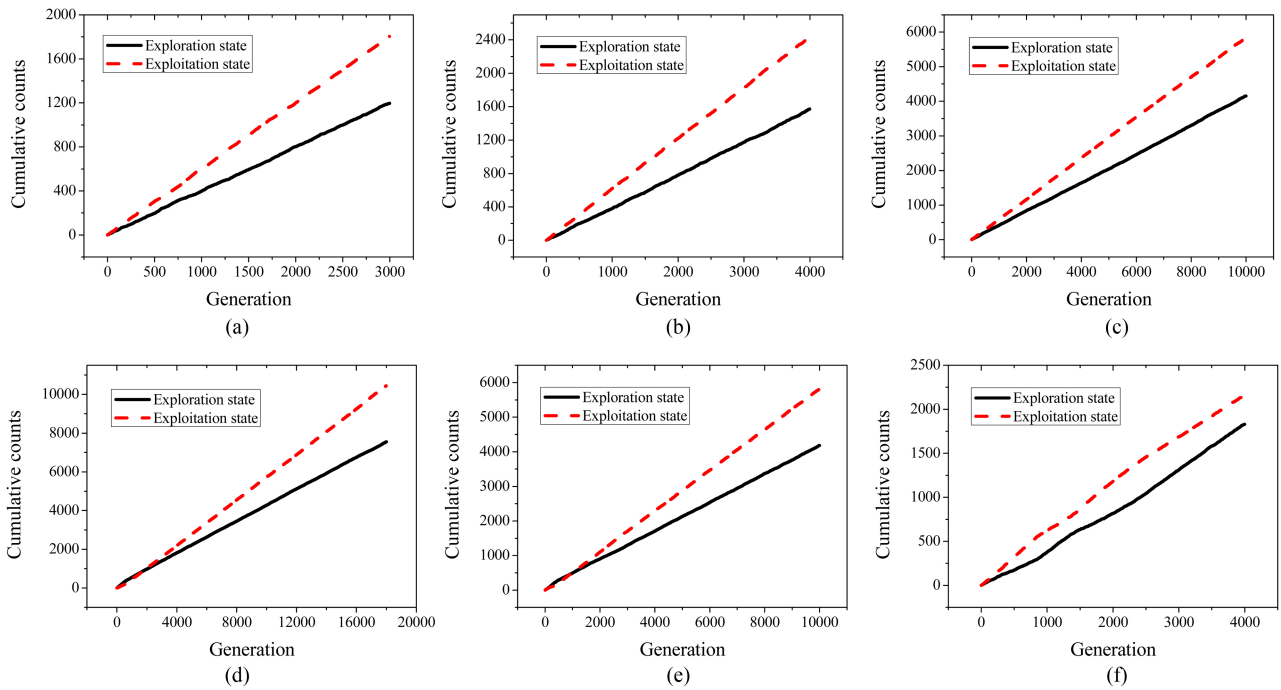 2000
1600
1200
800
400
0
Cumulative counts
Exploration state
Exploitation state
0 500 1000 1500 2000 2500 3000
Generation
(a)
2400
1600
800
0
Cumulative counts
Exploration state
Exploitation state
0 1000 2000 3000 4000
Generation
(b)
6000
5000
4000
3000
2000
1000
0
Cumulative counts
Exploration state
Exploitation state
0 2000 4000 6000 8000 10000
Generation
(c)
10000
8000
6000
4000
2000
0
Cumulative counts
Exploration state
Exploitation state
0 4000 8000 12000 16000 20000
Generation
(d)
6000
5000
4000
3000
2000
1000
0
Cumulative counts
Exploration state
Exploitation state
0 2000 4000 6000 8000 10000
Generation
(e)
2500
2000
1500
1000
500
0
Cumulative counts
Exploration state
Exploitation state
0 1000 2000 3000 4000
Generation
(f)